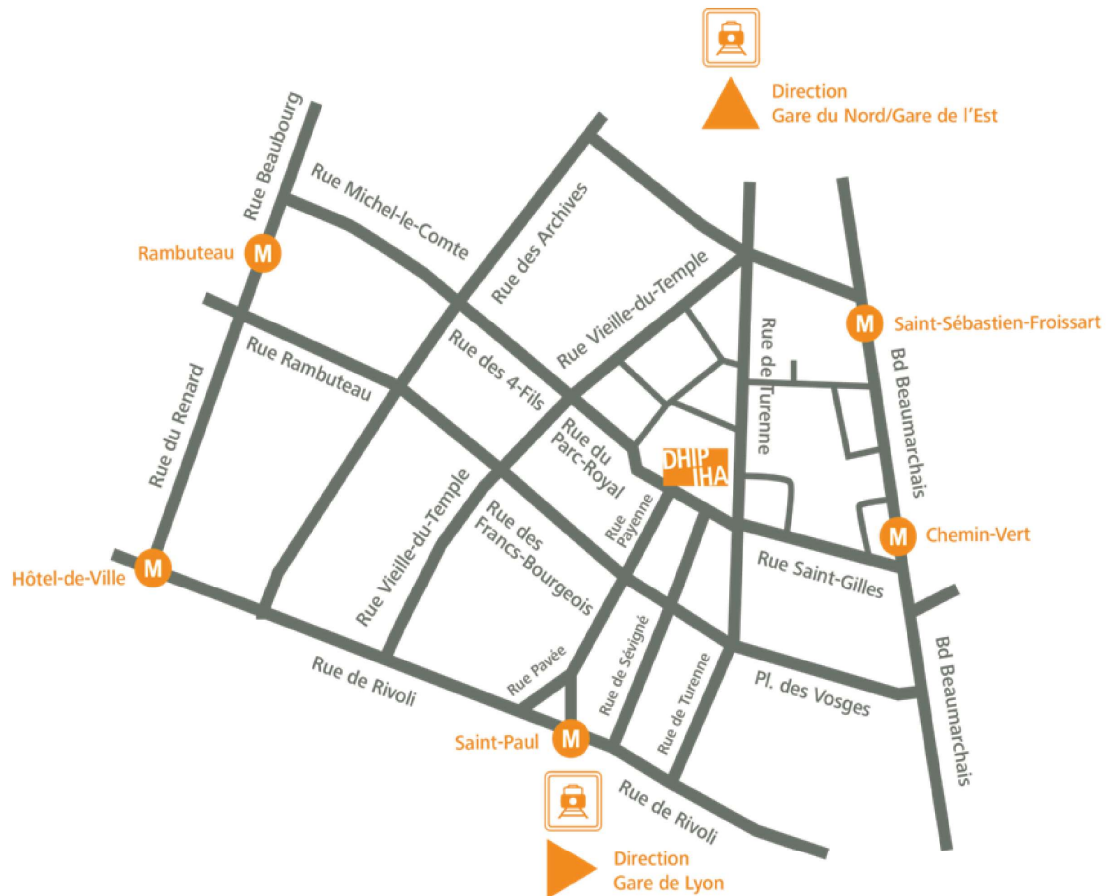 Direction
Gare du Nord/Gare de l'Est
Rue Beaubourg
Rue Michel-le-Comte
Rue des Archives
M
Rambuteau
Rue Vieille-du-Temple
M
Saint-Sébastien-Froissart
Rue Rambuteau
Rue des 4-Fils
Rue de Turenne
Bd Beaumarchais
Rue du Renard
Rue du
Parc-Royal
DHIP
IHA
Rue Vieille-du-Temple
Rue des
Francs-Bourgeois
Rue
Payenne
M
Chemin-Vert
Rue Saint-Gilles
M
Hôtel-de-Ville
Rue de Rivoli
Rue Pavée
Rue de Sévigné
Rue de Turenne
Pl. des Vosges
Bd Beaumarchais
Saint-Paul
M
Rue de Rivoli
Direction
Gare de Lyon